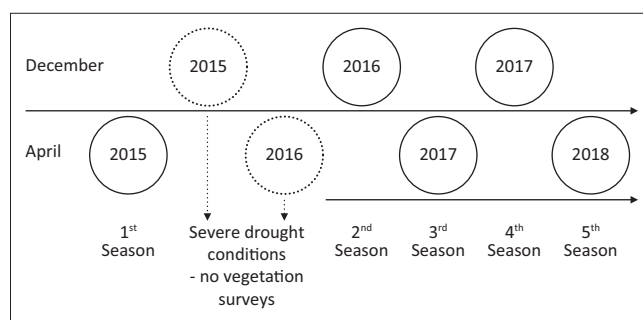 December
2015
2016
2017
April
2015
2016
2017
2018
1st
Season
Severe drought
conditions
- no vegetation
surveys
2nd
Season
3rd
Season
4th
Season
5th
Season